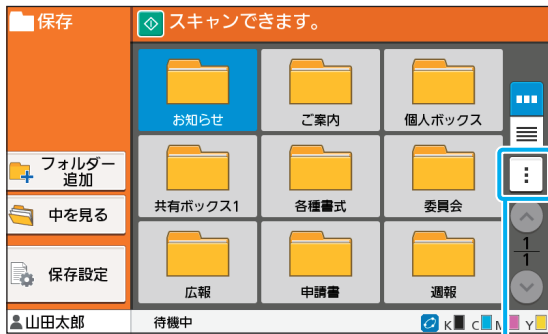 保存
スキャンできます。
お知らせ
ご案内
個人ボックス
フォルダー
追加
共有ボックス1
各種書式
委員会
中を見る
1
1
保存設定
広報
申請書
週報
山田太郎
待機中
K C M Y